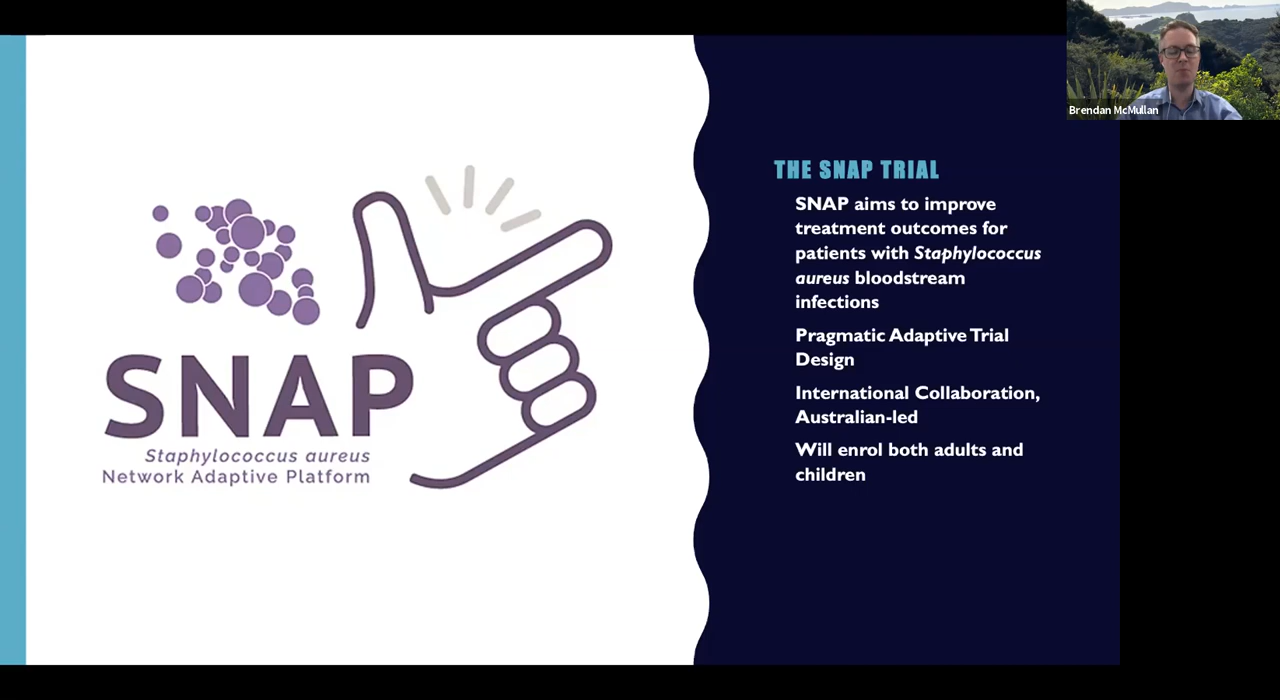 Brendan McMullan
THE SNAP TRIAL
SNAP aims to improve
treatment outcomes for
patients with Staphylococcus
aureus bloodstream
infections
Pragmatic Adaptive Trial
Design
International Collaboration,
Australian-led
Will enrol both adults and
children
SNAP
Staphylococcus aureus
Network Adaptive Platform